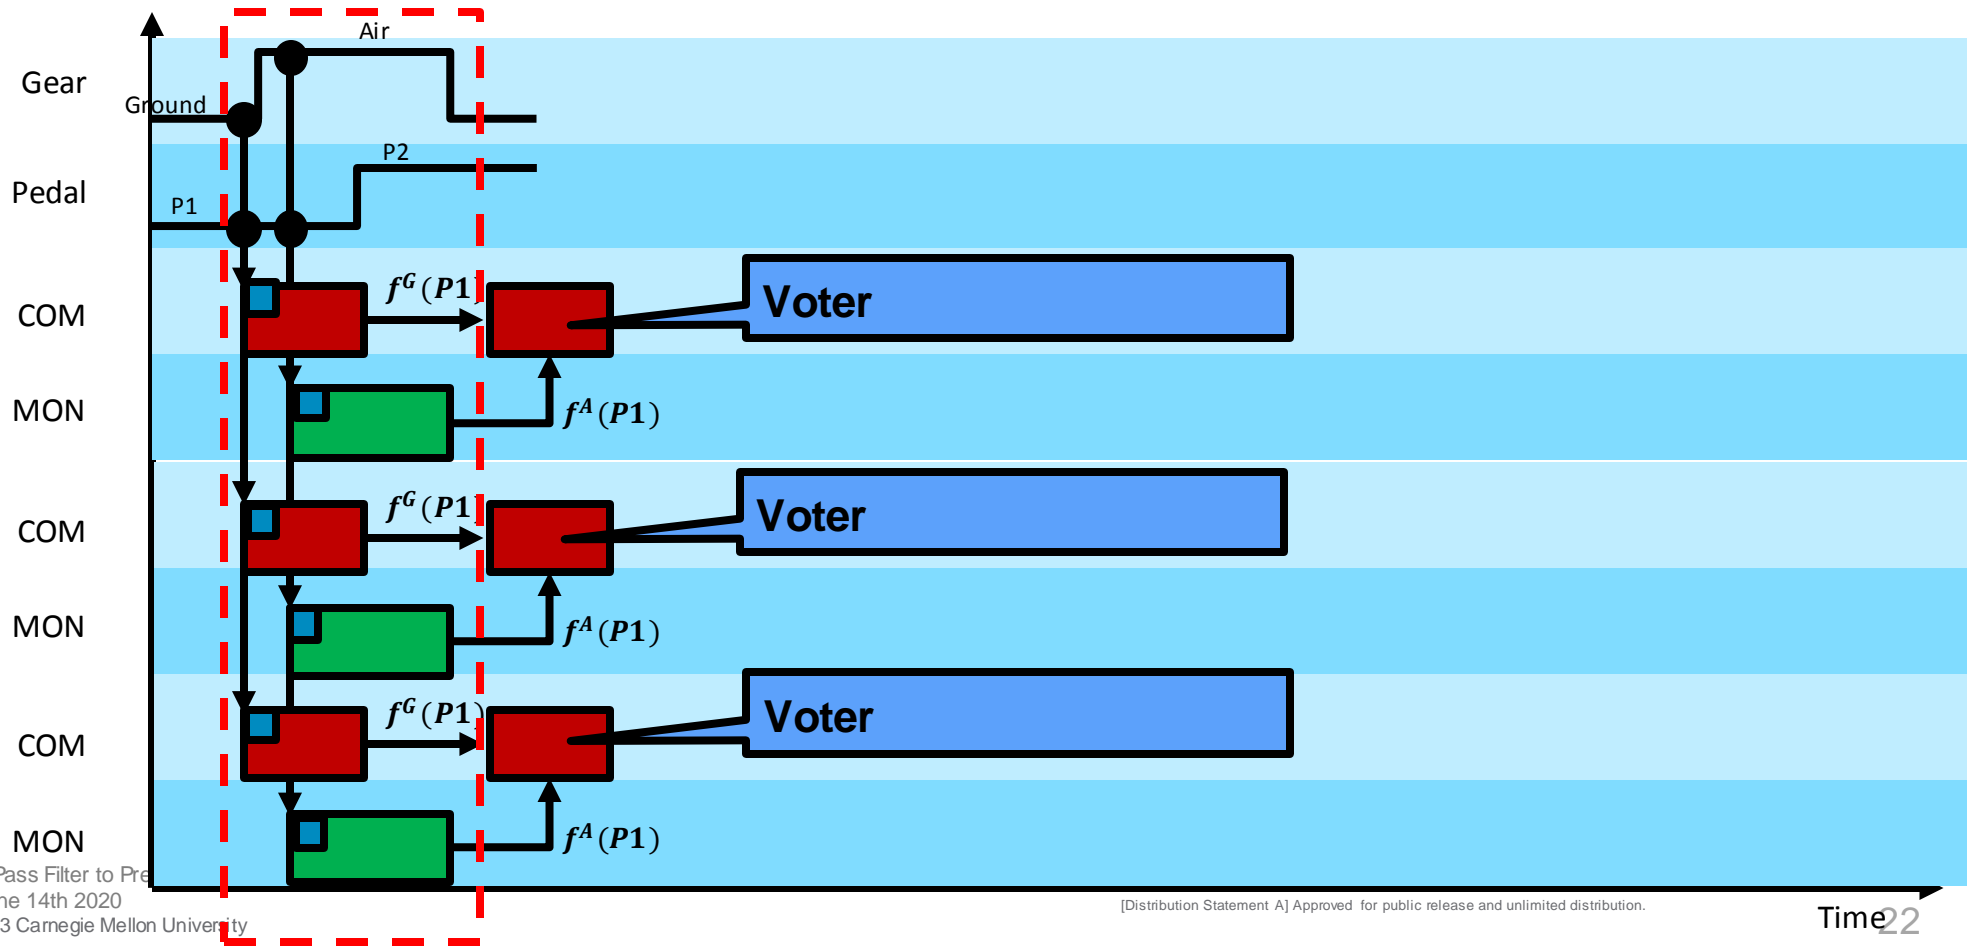 Air
Gear
Ground
P2
Pedal
P1
COM
f^G(P1)
Voter
MON
f^A(P1)
COM
f^G(P1)
Voter
MON
f^A(P1)
COM
f^G(P1)
Voter
MON
f^A(P1)
Pass Filter to Pre
ne 14th 2020
3 Carnegie Mellon University
[Distribution Statement A] Approved for public release and unlimited distribution.
Time
22